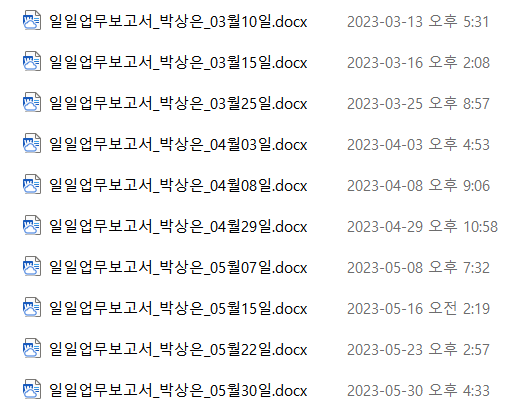 일일업무보고서_박상은_03월10일.docx 2023-03-13 오후 5:31
일일업무보고서_박상은_03월15일.docx 2023-03-16 오후 2:08
일일업무보고서_박상은_03월25일.docx 2023-03-25 오후 8:57
일일업무보고서_박상은_04월03일.docx 2023-04-03 오후 4:53
일일업무보고서_박상은_04월08일.docx 2023-04-08 오후 9:06
일일업무보고서_박상은_04월29일.docx 2023-04-29 오후 10:58
일일업무보고서_박상은_05월07일.docx 2023-05-08 오후 7:32
일일업무보고서_박상은_05월15일.docx 2023-05-16 오전 2:19
일일업무보고서_박상은_05월22일.docx 2023-05-23 오후 2:57
일일업무보고서_박상은_05월30일.docx 2023-05-30 오후 4:33